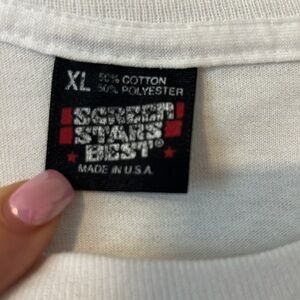 XL 50% COTTON
50% POLYESTER
SCREEN
STARS
BEST®
MADE IN U.S.A.